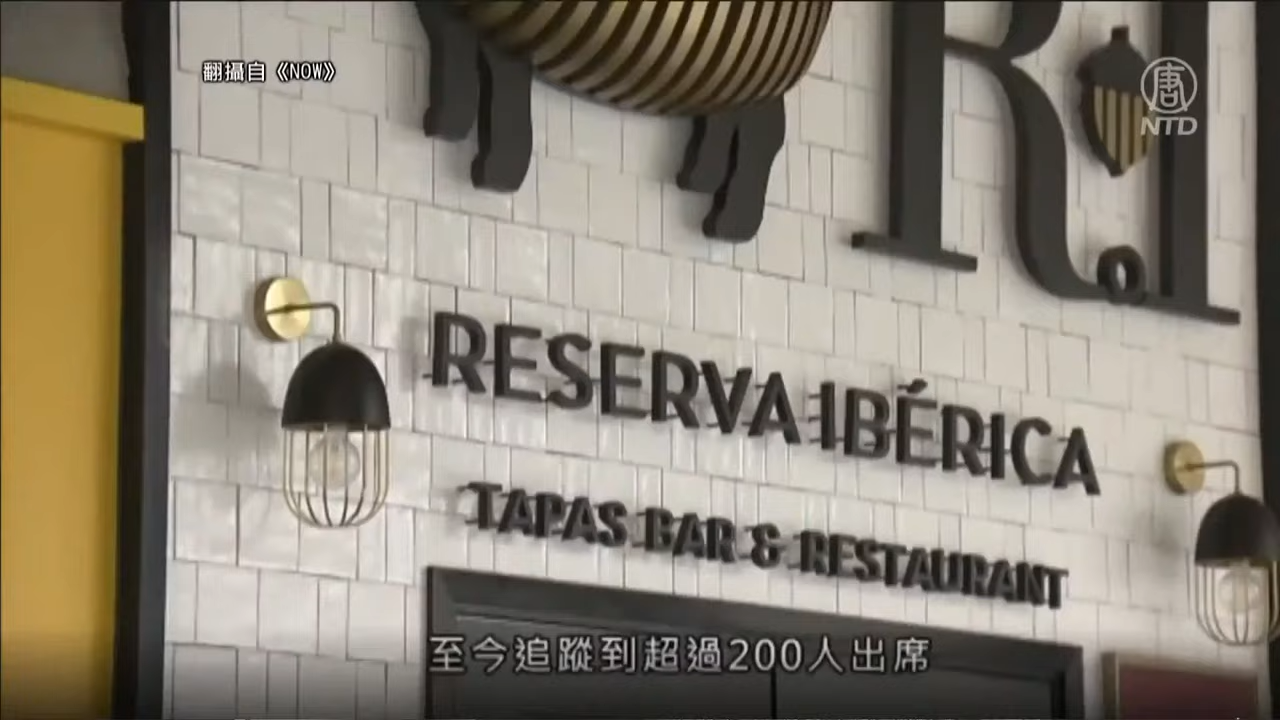 翻攝自《NOW》
唐
NTD
R.I
RESERVA IBÉRICA
TAPAS BAR & RESTAURANT
至今追蹤到超過200人出席